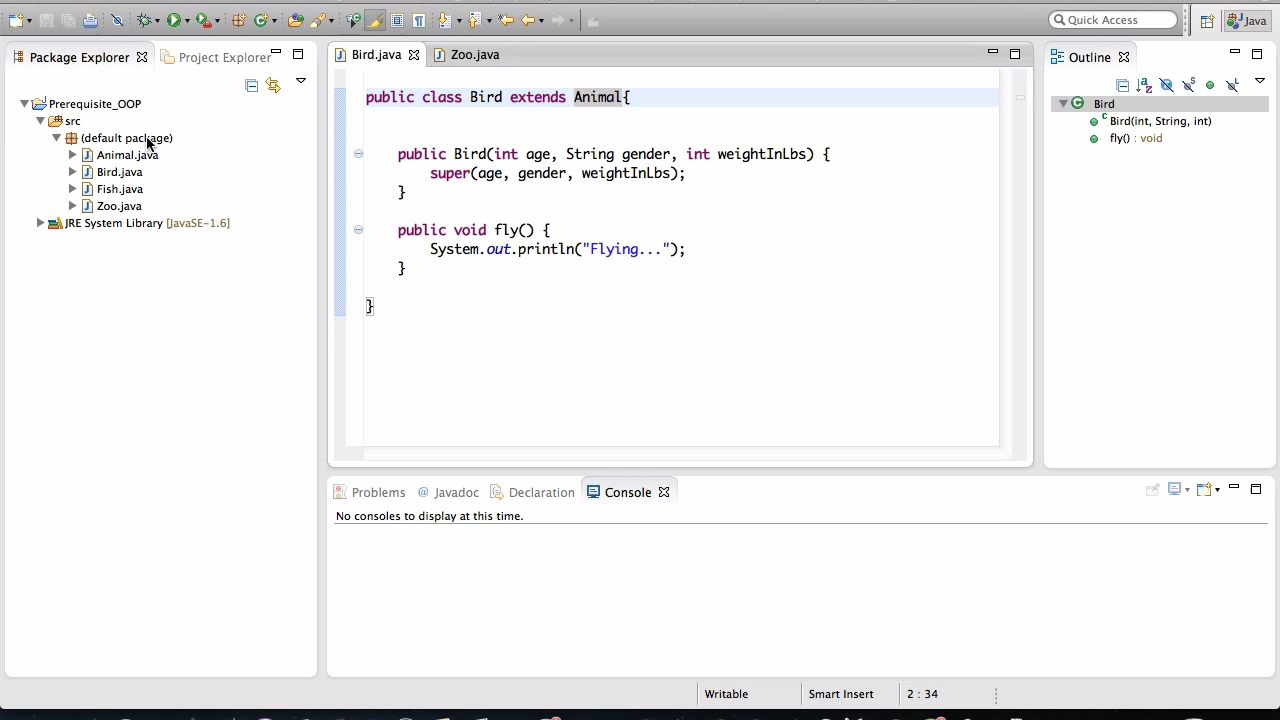 Quick Access
Java
Package Explorer
Project Explorer
Prerequisite_OOP
src
(default package)
Animal.java
Bird.java
Fish.java
Zoo.java
JRE System Library [JavaSE-1.6]
Bird.java
Zoo.java
public class Bird extends Animal{
public Bird(int age, String gender, int weightInLbs) {
super(age, gender, weightInLbs);
}
public void fly() {
System.out.println("Flying...");
}
}
Outline
Bird
Bird(int, String, int)
fly() : void
Problems
@ Javadoc
Declaration
Console
No consoles to display at this time.
Writable
Smart Insert
2 : 34